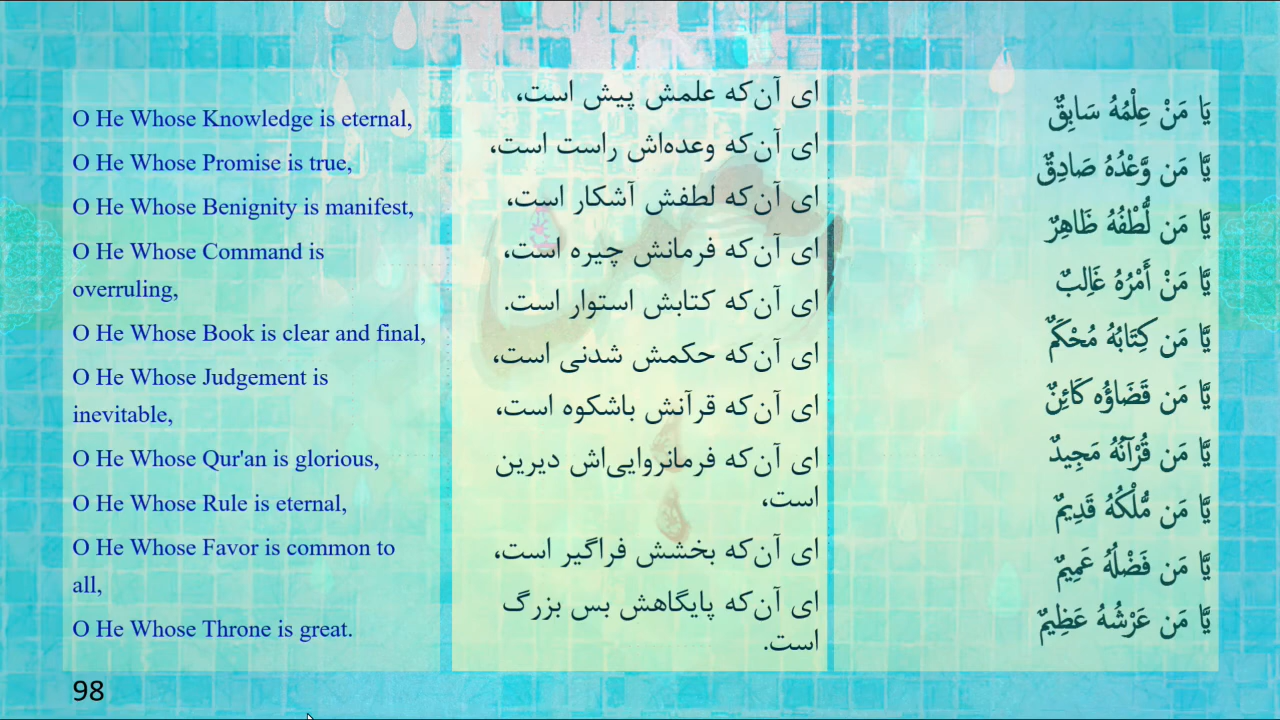 O He Whose Knowledge is eternal,
O He Whose Promise is true,
O He Whose Benignity is manifest,
O He Whose Command is
overruling,
O He Whose Book is clear and final,
O He Whose Judgement is
inevitable,
O He Whose Qur'an is glorious,
O He Whose Rule is eternal,
O He Whose Favor is common to
all,
O He Whose Throne is great.
ای آن‌که علمش پیش است،
ای آن‌که وعده‌اش راست است،
ای آن‌که لطفش آشکار است،
ای آن‌که فرمانش چیره است،
ای آن‌که کتابش استوار است.
ای آن‌که حکمش شدنی است،
ای آن‌که قرآنش باشکوه است،
ای آن‌که فرمانروایی‌اش دیرین
است،
ای آن‌که بخشش فراگیر است،
ای آن‌که پایگاهش بس بزرگ
است.
يَا مَنْ عِلْمُهُ سَابِقٌ
يَّا مَن وَّعْدُهُ صَادِقٌ
يَّا مَن لُّطْفُهُ ظَاهِرٌ
يَّا مَنْ أَمْرُهُ غَالِبٌ
يَّا مَن كِتَابُهُ مُحْكَمٌ
يَّا مَن قَضَاؤُه كَائِنٌ
يَّا مَن قُرْآنُهُ مَجِيدٌ
يَّا مَن مُّلْكُهُ قَدِيمٌ
يَّا مَن فَضْلُهُ عَمِيمٌ
يَّا مَن عَرْشُهُ عَظِيمٌ
98